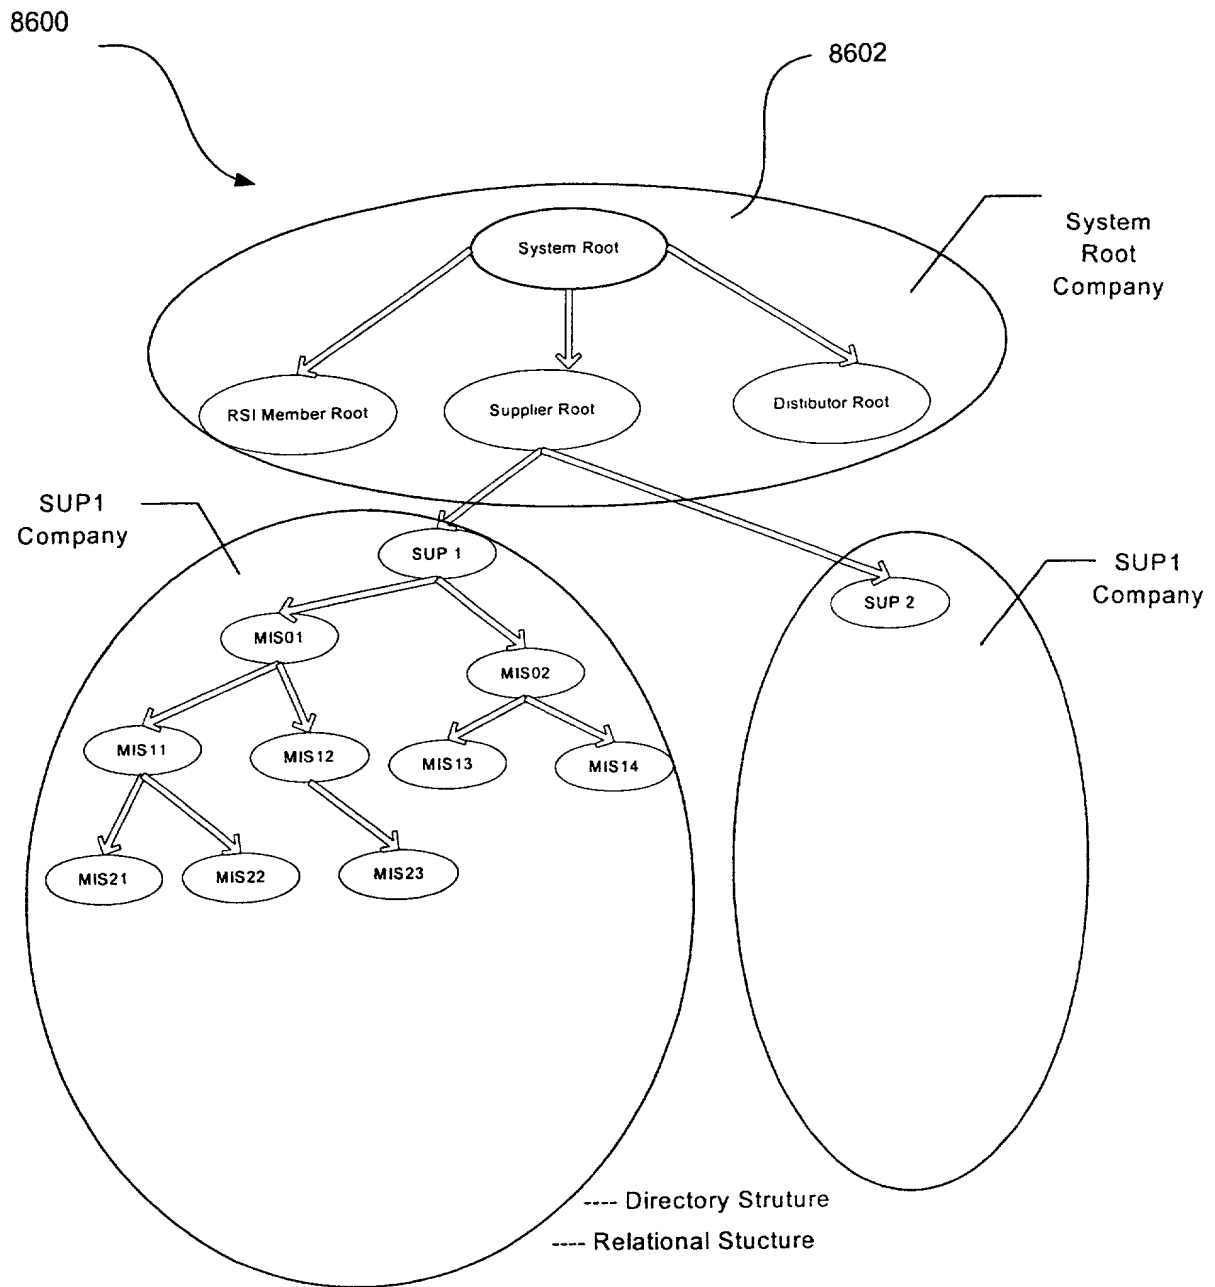 8600
8602
System Root
System
Root
Company
RSI Member Root
Supplier Root
Distibutor Root
SUP1
Company
SUP 1
SUP1
Company
SUP 2
MIS01
MIS02
MIS11
MIS12
MIS13
MIS14
MIS21
MIS22
MIS23
---- Directory Struture
---- Relational Stucture